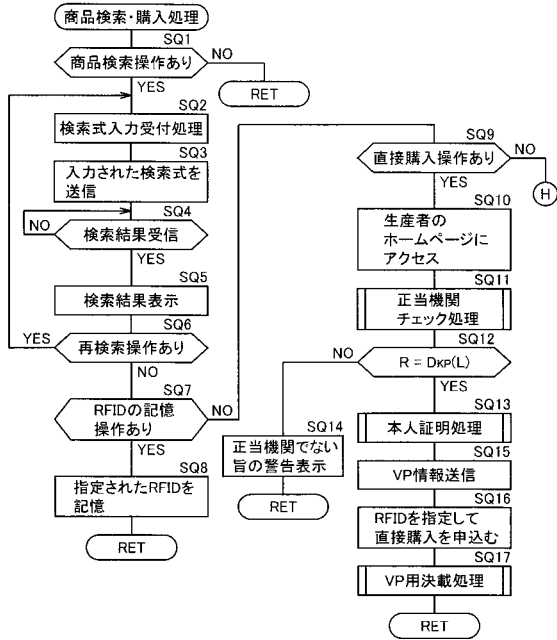 商品検索・購入処理
SQ1
商品検索操作あり
NO
YES
RET
SQ2
検索式入力受付処理
SQ3
入力された検索式を
送信
SQ4
NO
検索結果受信
YES
SQ5
検索結果表示
SQ6
YES
再検索操作あり
NO
SQ7
RFIDの記憶
操作あり
NO
YES
SQ8
指定されたRFIDを
記憶
RET
SQ9
直接購入操作あり
NO
H
YES
SQ10
生産者の
ホームページに
アクセス
SQ11
正当機関
チェック処理
SQ12
NO
R = DKP(L)
YES
SQ14
正当機関でない
旨の警告表示
RET
SQ13
本人証明処理
SQ15
VP情報送信
SQ16
RFIDを指定して
直接購入を申込む
SQ17
VP用決裁処理
RET